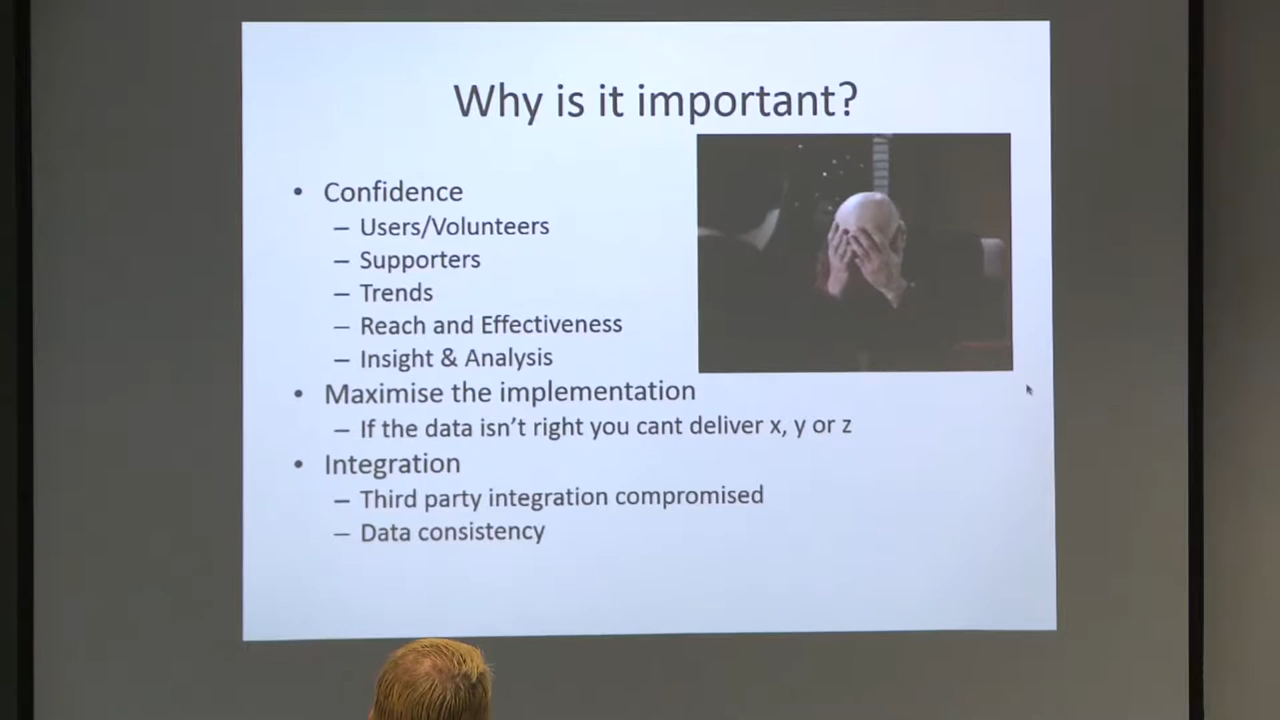 Why is it important?
• Confidence
– Users/Volunteers
– Supporters
– Trends
– Reach and Effectiveness
– Insight & Analysis
• Maximise the implementation
– If the data isn't right you cant deliver x, y or z
• Integration
– Third party integration compromised
– Data consistency